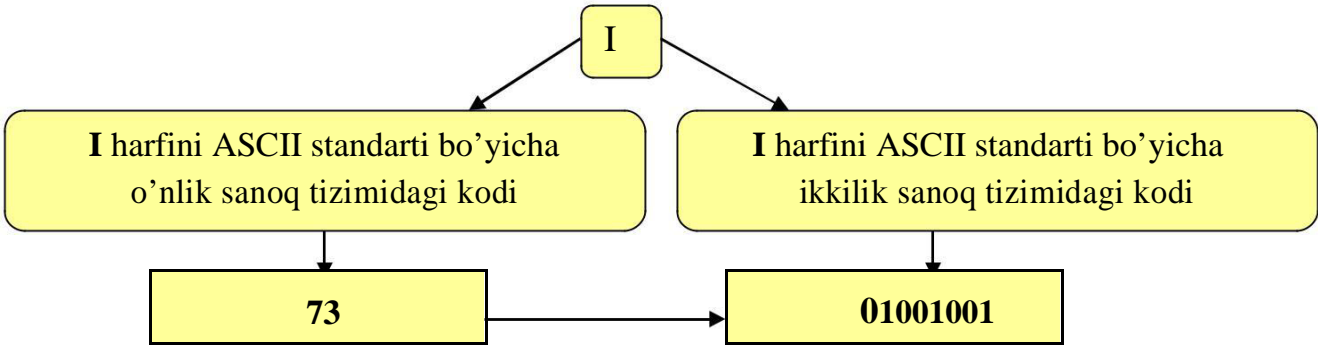 I
I harfini ASCII standarti bo’yicha
o’nlik sanoq tizimidagi kodi
I harfini ASCII standarti bo’yicha
ikkilik sanoq tizimidagi kodi
73
01001001